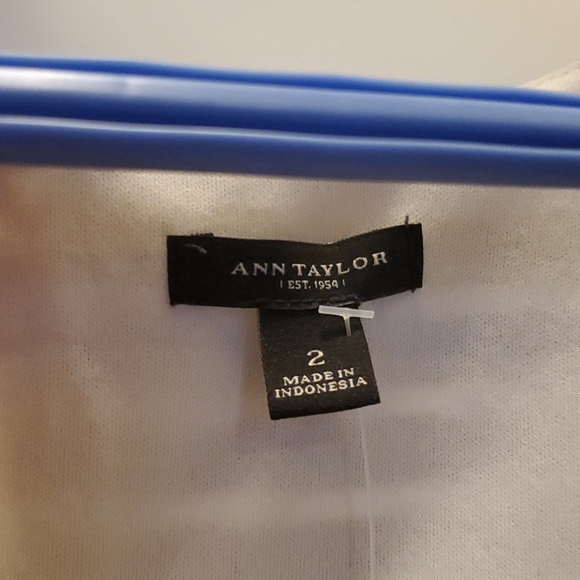 ANN TAYLOR
| EST. 1954 |
2
MADE IN
INDONESIA